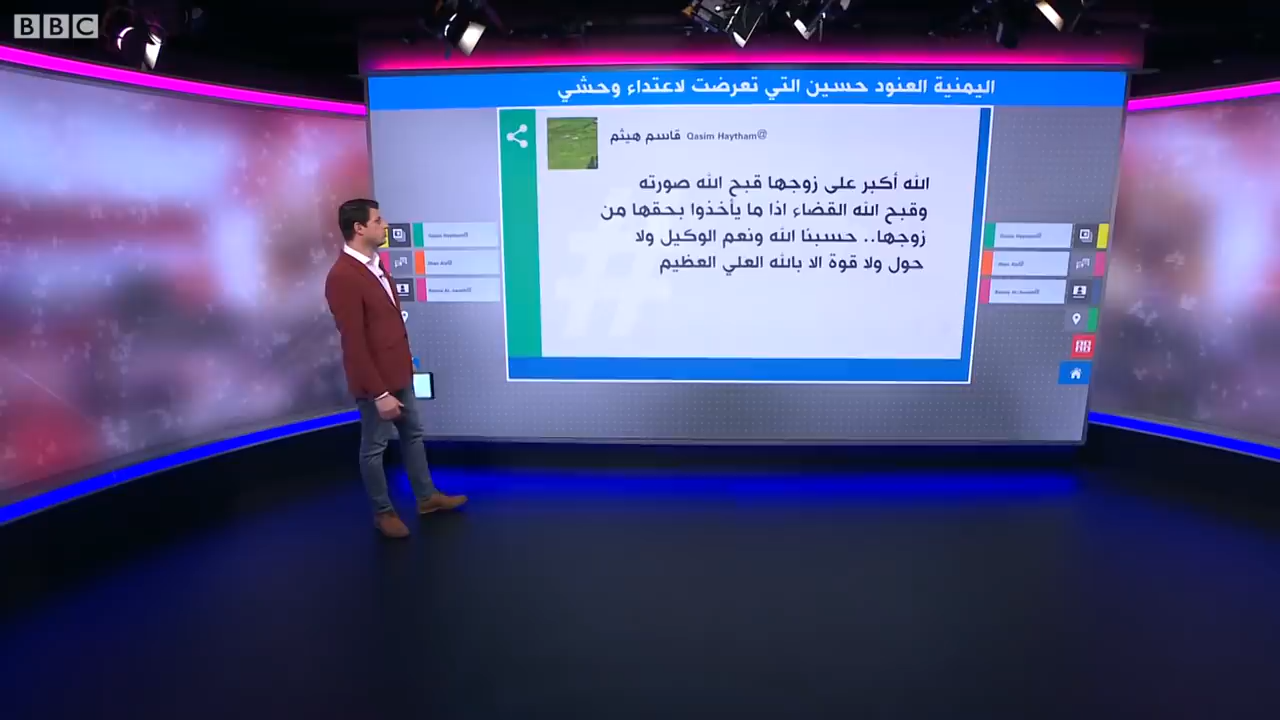 BBC
اليمنية العنود حسين التي تعرضت لاعتداء وحشي
قاسم هيثم Qasim Haytham@
الله أكبر على زوجها قبح الله صورته
وقبح الله القضاء اذا ما يأخذوا بحقها من
زوجها.. حسبنا الله ونعم الوكيل ولا
حول ولا قوة الا بالله العلي العظيم